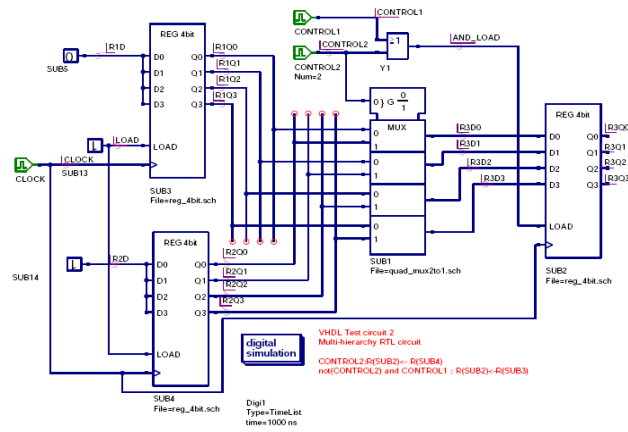 CONTROL1
CONTROL1
CONTROL2
CONTROL2
Num=2
≥1
Y1
AND_LOAD
REG 4bit
R1D
0
SUB5
D0
D1
D2
D3
Q0
Q1
Q2
Q3
R1Q0
R1Q1
R1Q2
R1Q3
LOAD
1
LOAD
CLOCK
CLOCK
SUB13
SUB3
File=reg_4bit.sch
0 } G 0
1
MUX
0
1
0
1
0
1
0
1
R3D0
R3D1
R3D2
R3D3
SUB1
File=quad_mux2to1.sch
REG 4bit
D0
D1
D2
D3
Q0
Q1
Q2
Q3
R3Q0
R3Q1
R3Q2
R3Q3
LOAD
SUB2
File=reg_4bit.sch
REG 4bit
SUB14
1
R2D
D0
D1
D2
D3
Q0
Q1
Q2
Q3
R2Q0
R2Q1
R2Q2
R2Q3
LOAD
SUB4
File=reg_4bit.sch
digital
simulation
Digi1
Type=TimeList
time=1000 ns
VHDL Test circuit 2
Multi-hierarchy RTL circuit
CONTROL2:R(SUB2)<- R(SUB4)
not(CONTROL2) and CONTROL1 : R(SUB2)<-R(SUB3)